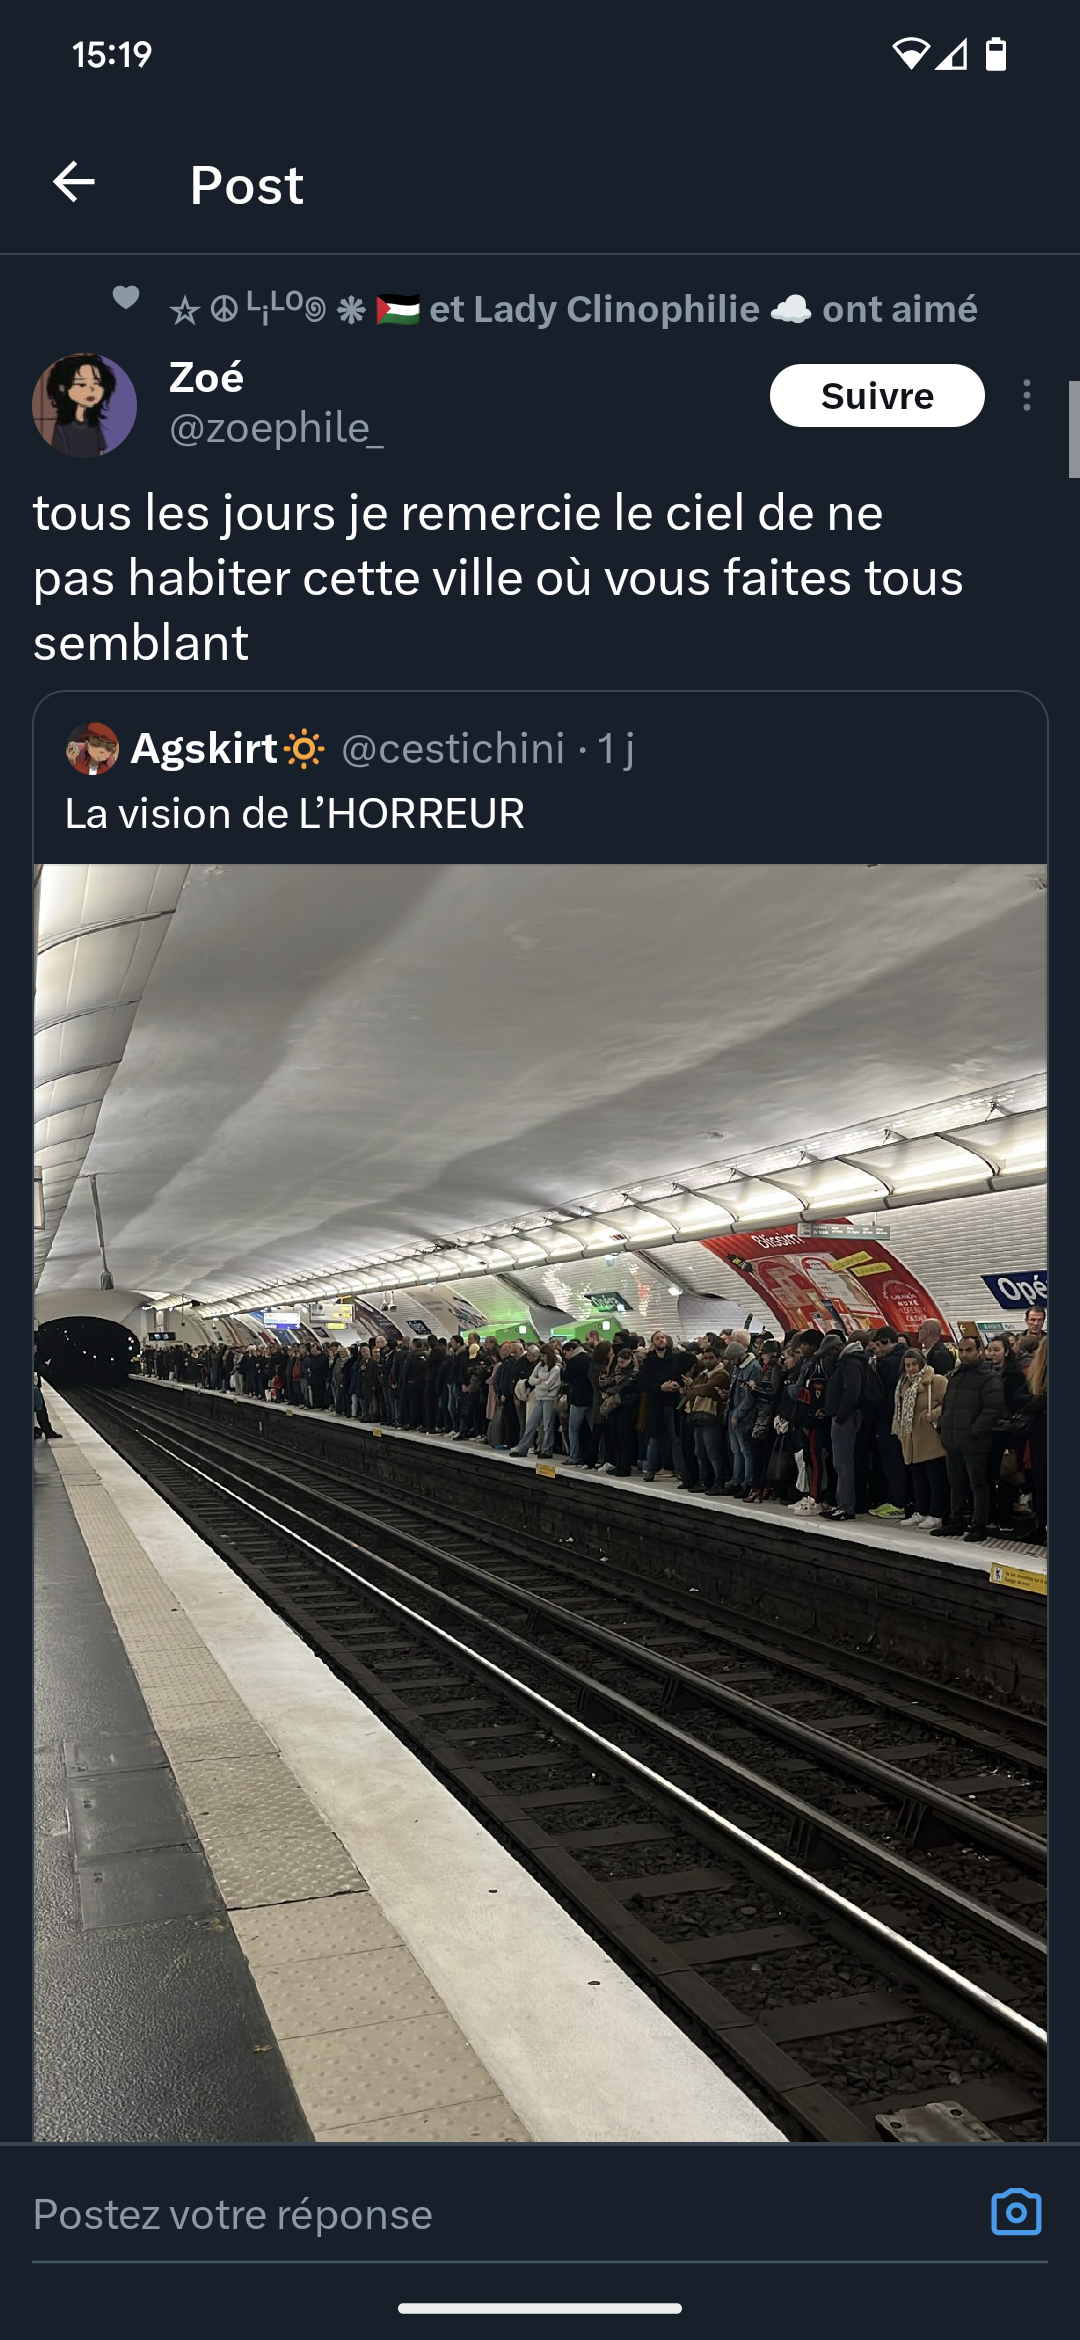 15:19
Post
☆ ☮ ᴸᵢᴸᴼ꩜ ❋ 🇵🇸 et Lady Clinophilie ☁️ ont aimé
Zoé
@zoephile_
Suivre
tous les jours je remercie le ciel de ne
pas habiter cette ville où vous faites tous
semblant
Agskirt🔆 @cestichini · 1 j
La vision de L’HORREUR
Blissim
Opéra
Opé
Postez votre réponse